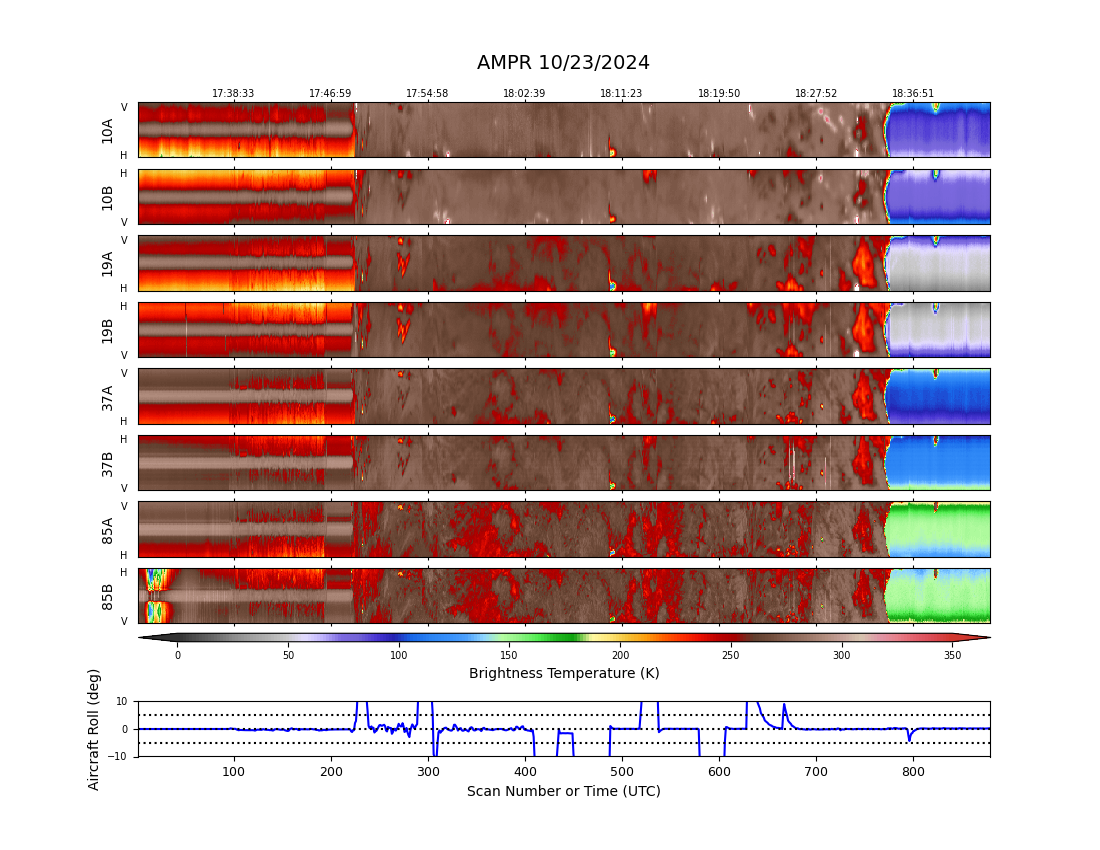 AMPR 10/23/2024
17:38:33 17:46:59 17:54:58 18:02:39 18:11:23 18:19:50 18:27:52 18:36:51
V
10A
H
H
10B
V
V
19A
H
H
19B
V
V
37A
H
H
37B
V
V
85A
H
H
85B
V
0 50 100 150 200 250 300 350
Brightness Temperature (K)
Aircraft Roll (deg)
10
0
−10
100 200 300 400 500 600 700 800
Scan Number or Time (UTC)